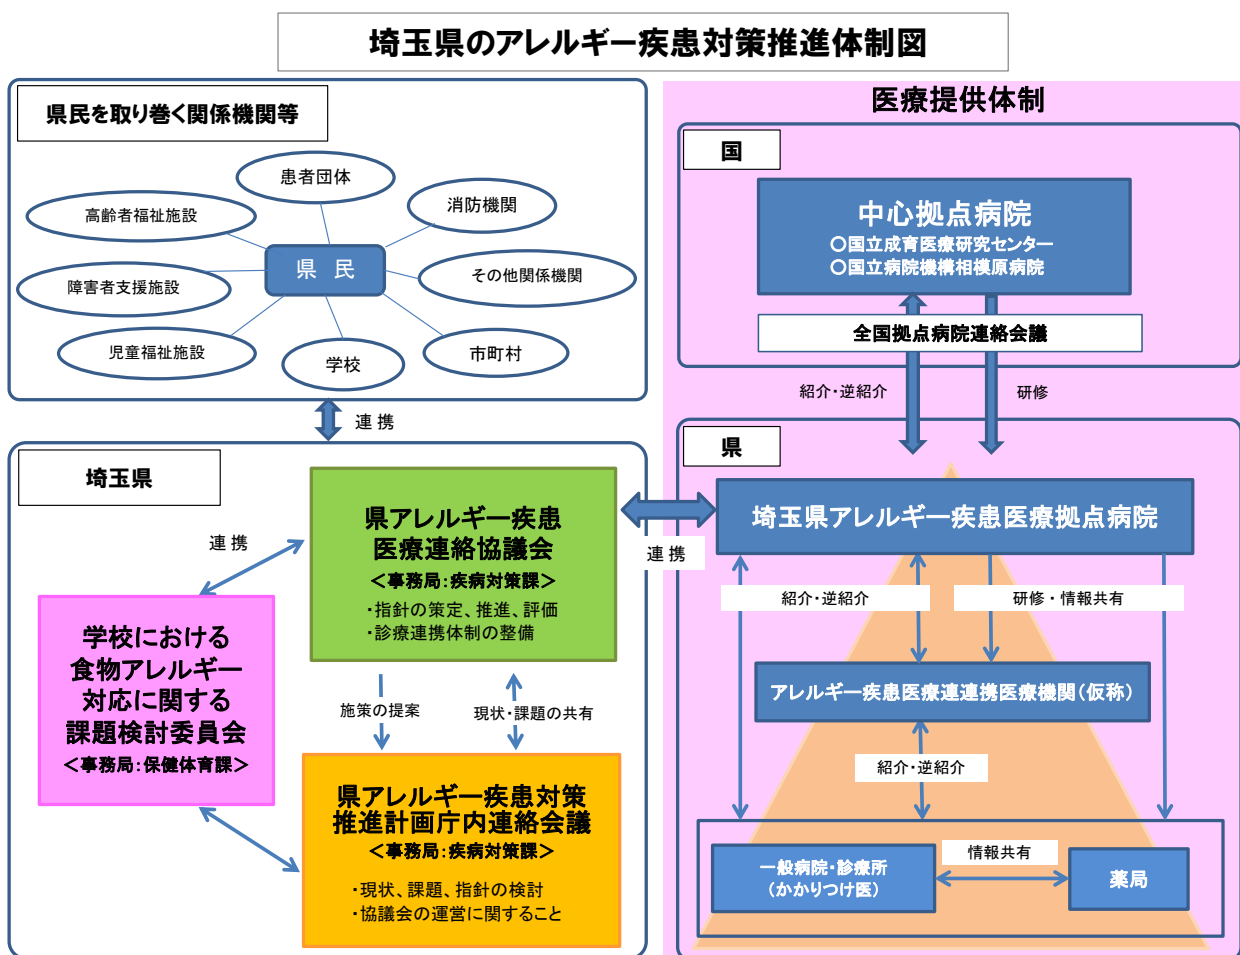 埼玉県のアレルギー疾患対策推進体制図
県民を取り巻く関係機関等
患者団体
高齢者福祉施設
消防機関
県 民
障害者支援施設
その他関係機関
児童福祉施設
学校
市町村
連 携
埼玉県
県アレルギー疾患
医療連絡協議会
＜事務局：疾病対策課＞
・指針の策定、推進、評価
・診療連携体制の整備
連 携
学校における
食物アレルギー
対応に関する
課題検討委員会
＜事務局：保健体育課＞
施策の提案
現状・課題の共有
県アレルギー疾患対策
推進計画庁内連絡会議
＜事務局：疾病対策課＞
・現状、課題、指針の検討
・協議会の運営に関すること
連 携
医療提供体制
国
中心拠点病院
○国立成育医療研究センター
○国立病院機構相模原病院
全国拠点病院連絡会議
紹介・逆紹介
研修
県
埼玉県アレルギー疾患医療拠点病院
紹介・逆紹介
研修・情報共有
アレルギー疾患医療連連携医療機関（仮称）
紹介・逆紹介
一般病院・診療所
（かかりつけ医）
情報共有
薬局